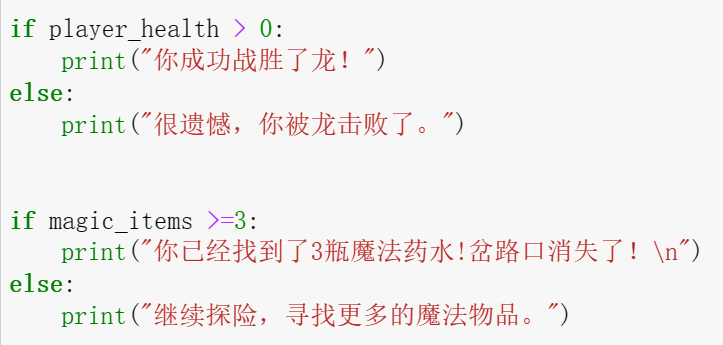 if player_health > 0:
    print("你成功战胜了龙！")
else:
    print("很遗憾，你被龙击败了。")
if magic_items >=3:
    print("你已经找到了3瓶魔法药水!岔路口消失了！\n")
else:
    print("继续探险，寻找更多的魔法物品。")